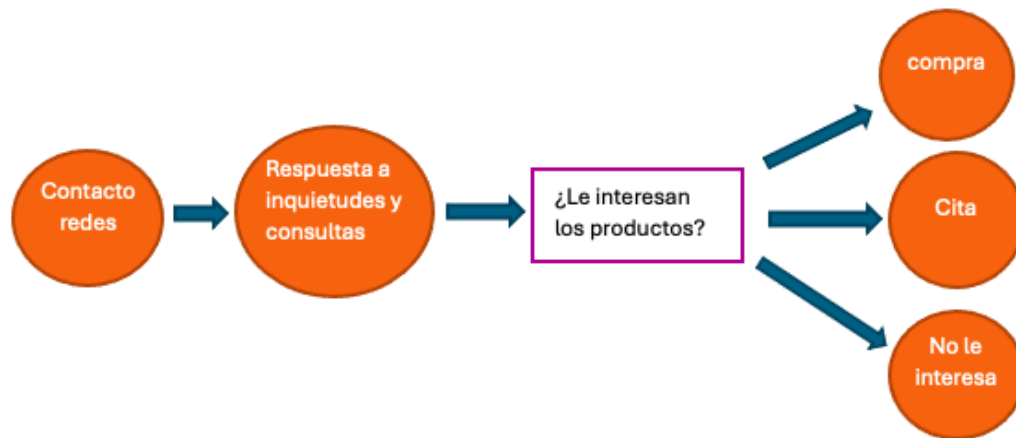 Contacto
redes
Respuesta a
inquietudes y
consultas
¿Le interesan
los productos?
compra
Cita
No le
interesa